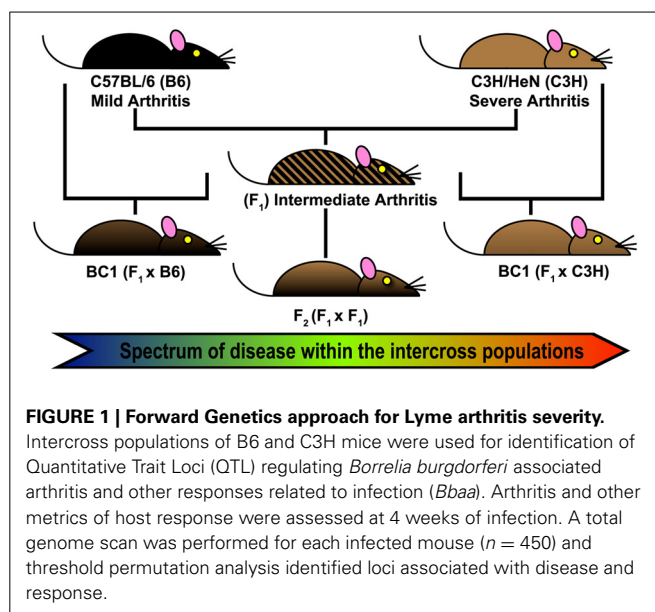 C57BL/6 (B6)
Mild Arthritis
C3H/HeN (C3H)
Severe Arthritis
(F₁) Intermediate Arthritis
BC1 (F₁ x B6)
BC1 (F₁ x C3H)
F₂ (F₁ x F₁)
Spectrum of disease within the intercross populations
FIGURE 1 | Forward Genetics approach for Lyme arthritis severity.
Intercross populations of B6 and C3H mice were used for identification of
Quantitative Trait Loci (QTL) regulating Borrelia burgdorferi associated
arthritis and other responses related to infection (Bbaa). Arthritis and other
metrics of host response were assessed at 4 weeks of infection. A total
genome scan was performed for each infected mouse (n = 450) and
threshold permutation analysis identified loci associated with disease and
response.